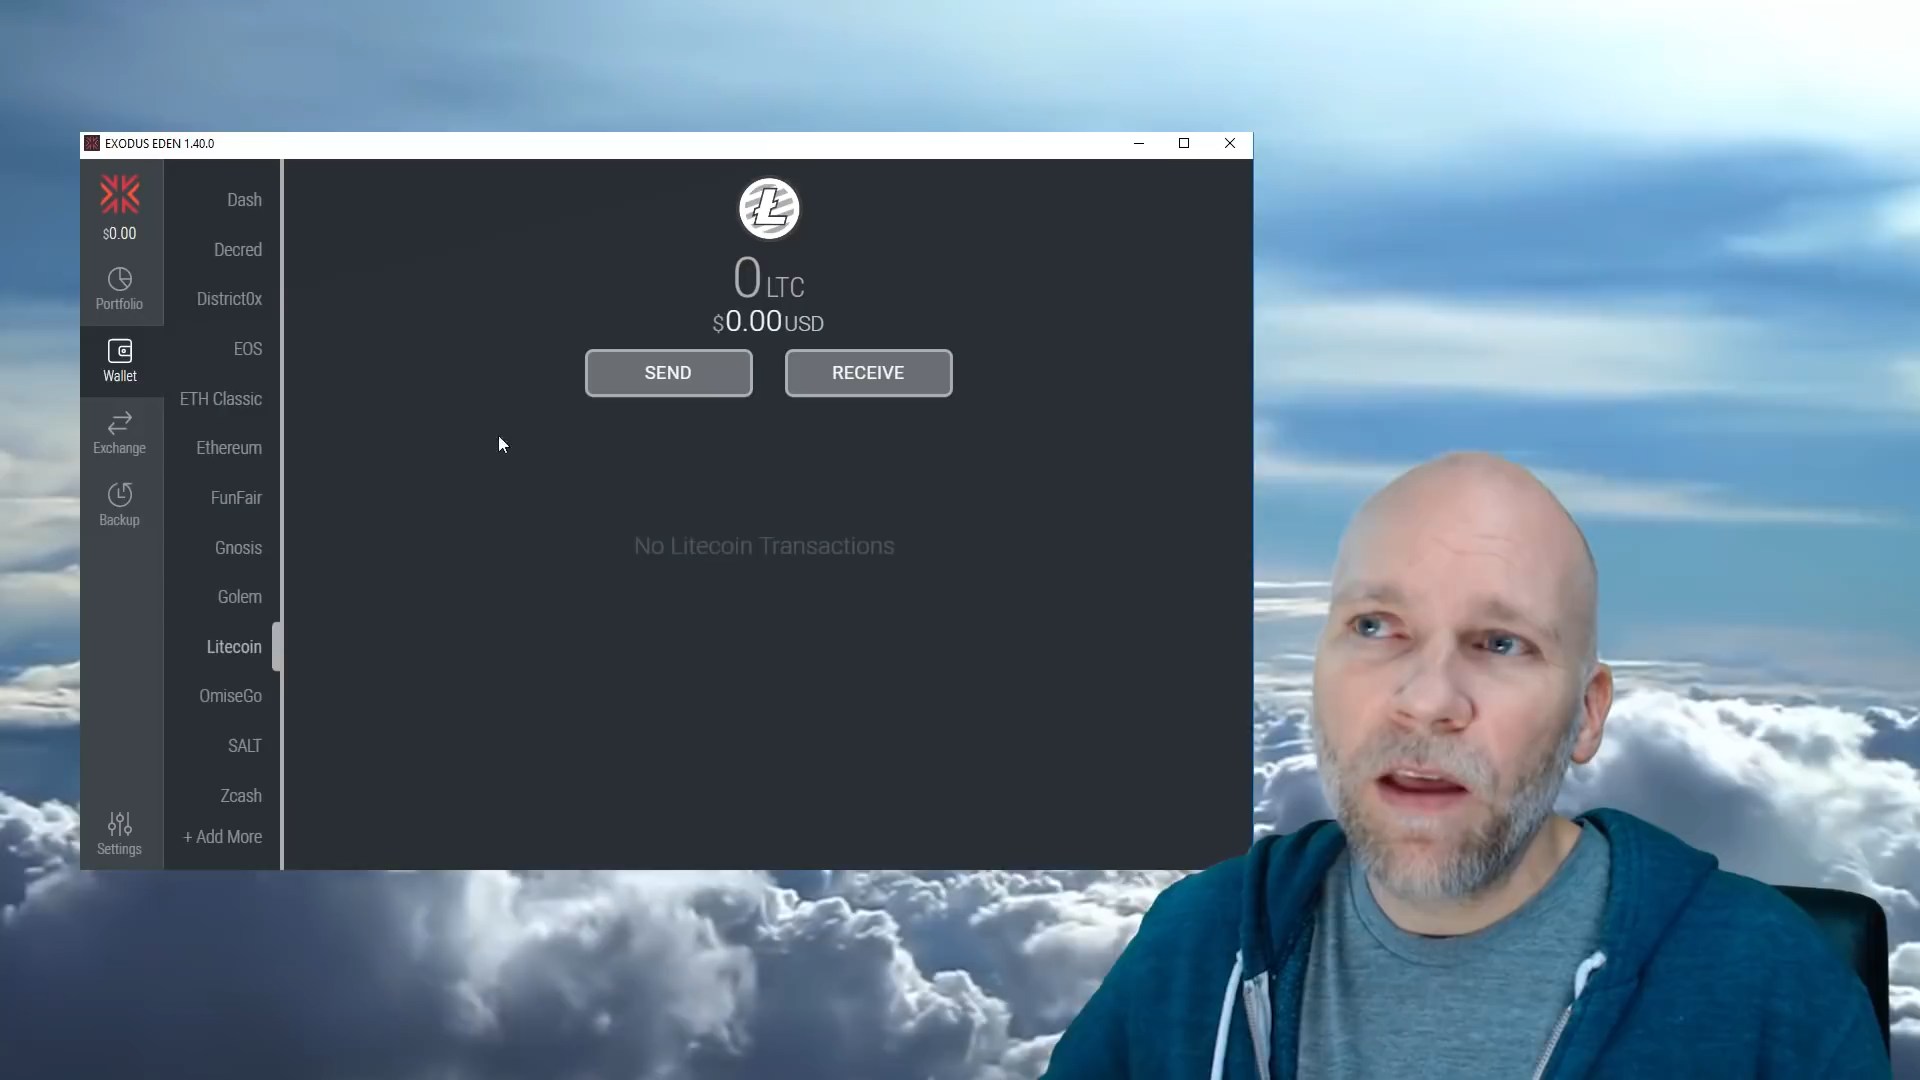 EXODUS EDEN 1.40.0
$0.00
Portfolio
Wallet
Exchange
Backup
Settings
Dash
Decred
District0x
EOS
ETH Classic
Ethereum
FunFair
Gnosis
Golem
Litecoin
OmiseGo
SALT
Zcash
+ Add More
0 LTC
$0.00 USD
SEND
RECEIVE
No Litecoin Transactions